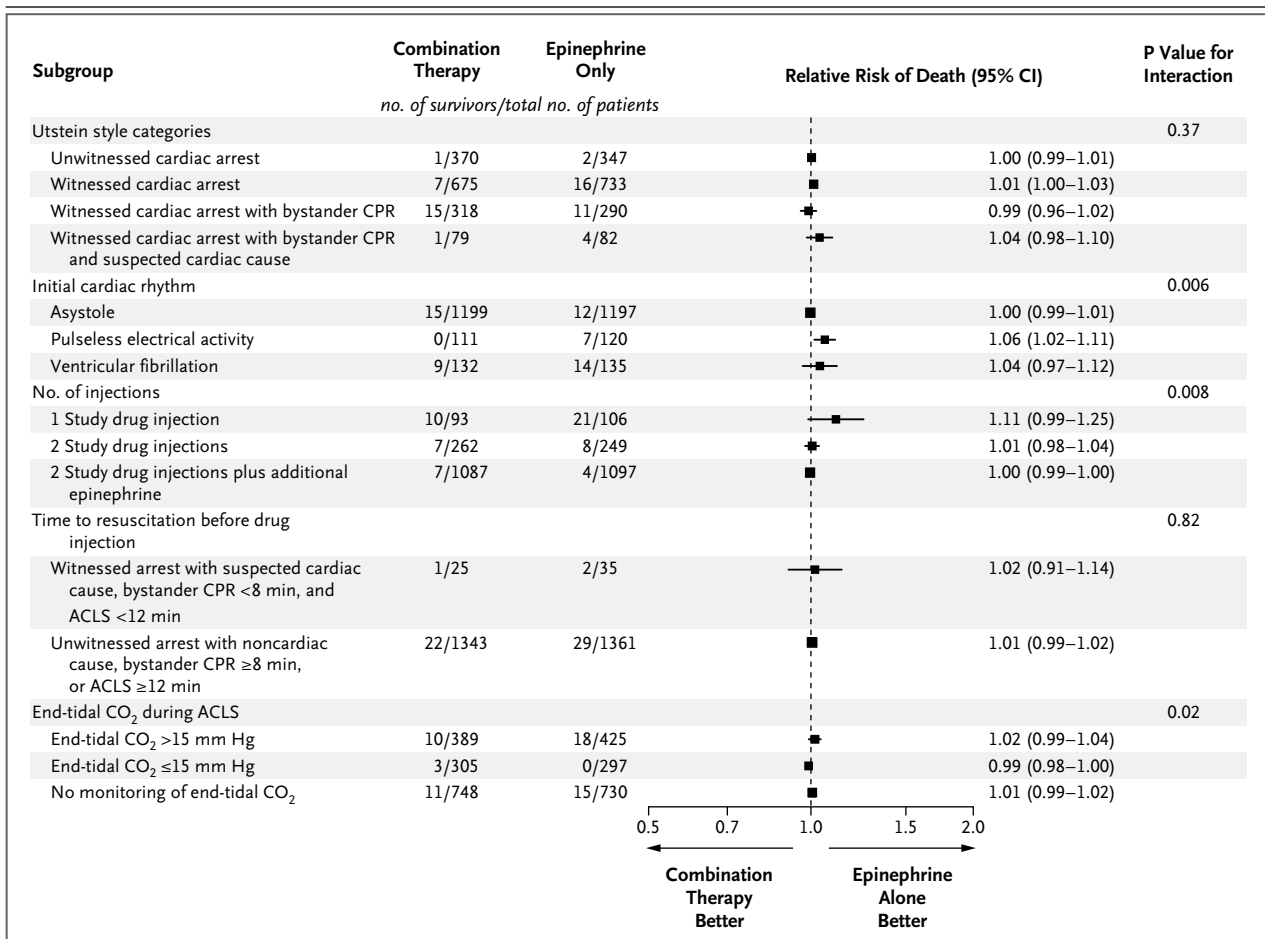 Subgroup Combination Therapy Epinephrine Only Relative Risk of Death (95% CI) P Value for Interaction
no. of survivors/total no. of patients
Utstein style categories 0.37
Unwitnessed cardiac arrest 1/370 2/347 1.00 (0.99–1.01)
Witnessed cardiac arrest 7/675 16/733 1.01 (1.00–1.03)
Witnessed cardiac arrest with bystander CPR 15/318 11/290 0.99 (0.96–1.02)
Witnessed cardiac arrest with bystander CPR 1/79 4/82 1.04 (0.98–1.10)
and suspected cardiac cause
Initial cardiac rhythm 0.006
Asystole 15/1199 12/1197 1.00 (0.99–1.01)
Pulseless electrical activity 0/111 7/120 1.06 (1.02–1.11)
Ventricular fibrillation 9/132 14/135 1.04 (0.97–1.12)
No. of injections 0.008
1 Study drug injection 10/93 21/106 1.11 (0.99–1.25)
2 Study drug injections 7/262 8/249 1.01 (0.98–1.04)
2 Study drug injections plus additional 7/1087 4/1097 1.00 (0.99–1.00)
epinephrine
Time to resuscitation before drug 0.82
injection
Witnessed arrest with suspected cardiac 1/25 2/35 1.02 (0.91–1.14)
cause, bystander CPR <8 min, and
ACLS <12 min
Unwitnessed arrest with noncardiac 22/1343 29/1361 1.01 (0.99–1.02)
cause, bystander CPR ≥8 min,
or ACLS ≥12 min
End-tidal CO₂ during ACLS 0.02
End-tidal CO₂ >15 mm Hg 10/389 18/425 1.02 (0.99–1.04)
End-tidal CO₂ ≤15 mm Hg 3/305 0/297 0.99 (0.98–1.00)
No monitoring of end-tidal CO₂ 11/748 15/730 1.01 (0.99–1.02)
0.5 0.7 1.0 1.5 2.0
Combination Epinephrine
Therapy Alone
Better Better